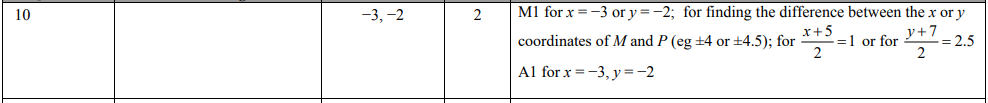 10 −3, −2 2 M1 for x = −3 or y = −2; for finding the difference between the x or y
coordinates of M and P (eg ±4 or ±4.5); for (x+5)/2 = 1 or for (y+7)/2 = 2.5
A1 for x = −3, y = −2